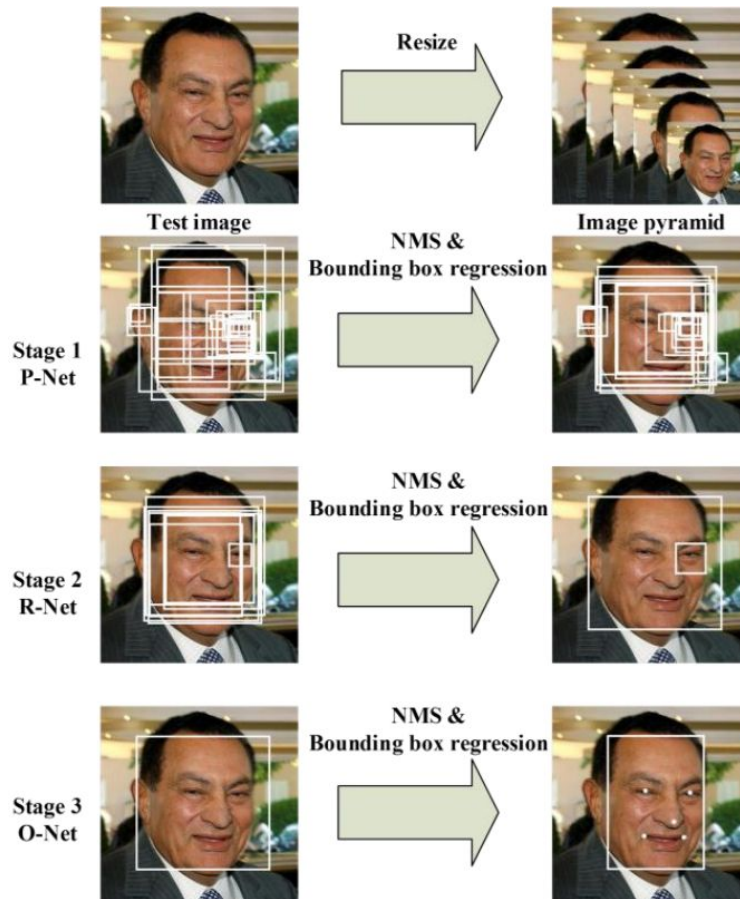 Resize
Test image
Image pyramid
NMS &
Bounding box regression
Stage 1
P-Net
NMS &
Bounding box regression
Stage 2
R-Net
NMS &
Bounding box regression
Stage 3
O-Net